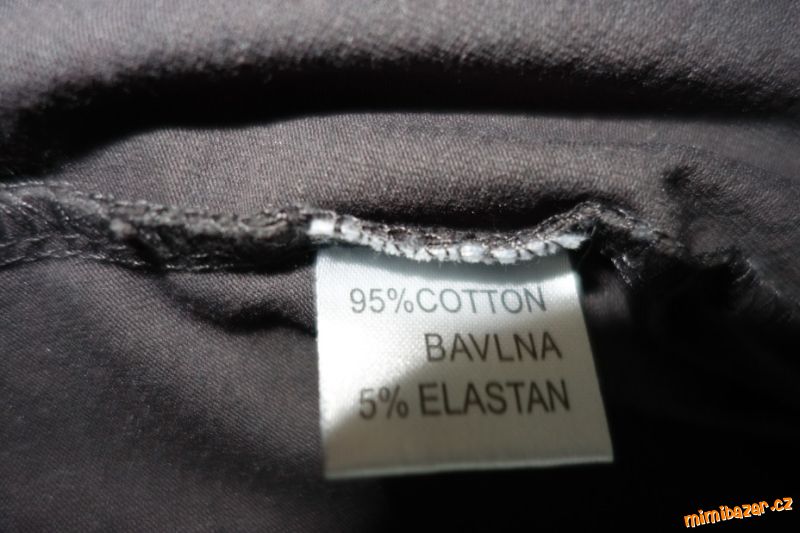 95%COTTON
BAVLNA
5% ELASTAN
mimibazar.cz